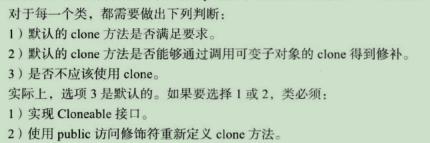 对于每一个类，都需要做出下列判断：
1）默认的 clone 方法是否满足要求。
2）默认的 clone 方法是否能够通过调用可变子对象的 clone 得到修补。
3）是否不应该使用 clone。
实际上，选项 3 是默认的。如果要选择 1 或 2，类必须：
1）实现 Cloneable 接口。
2）使用 public 访问修饰符重新定义 clone 方法。